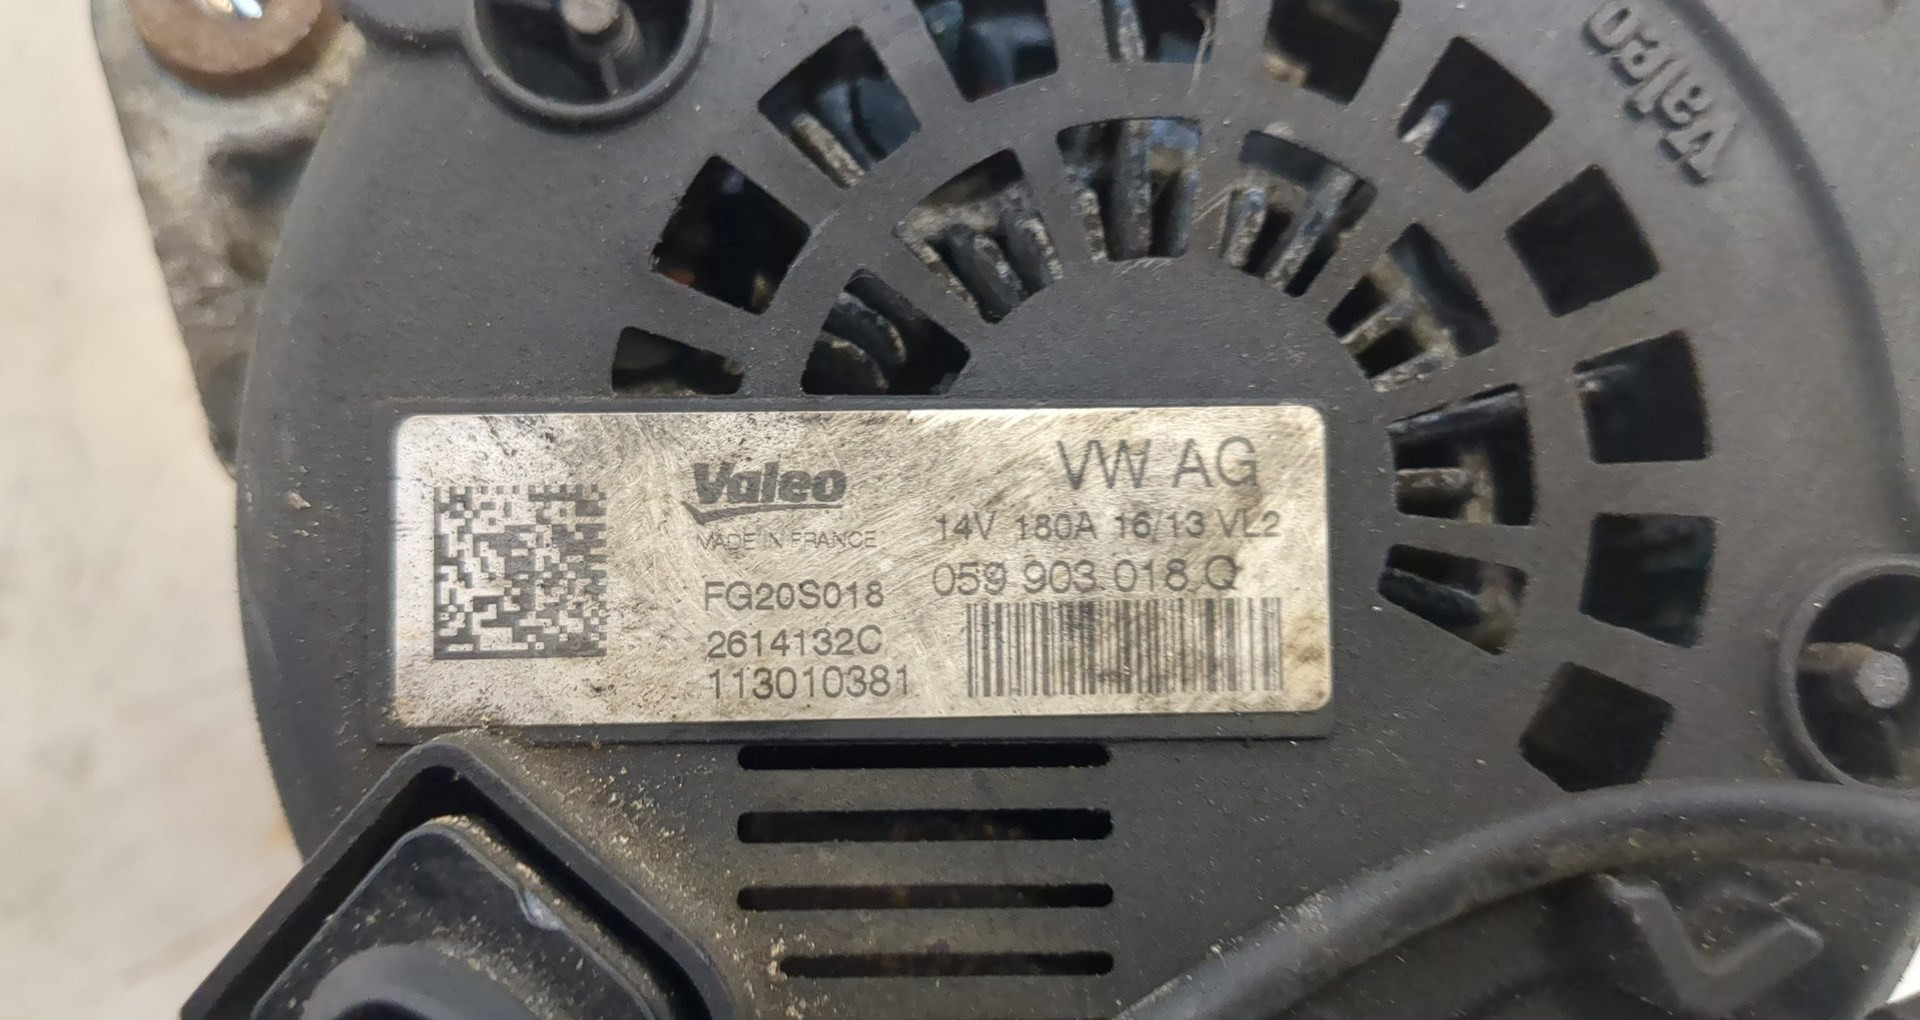 Valeo
Valeo
MADE IN FRANCE
FG20S018
2614132C
113010381
VW AG
14V 180A 16/13 VL2
059 903 018 Q